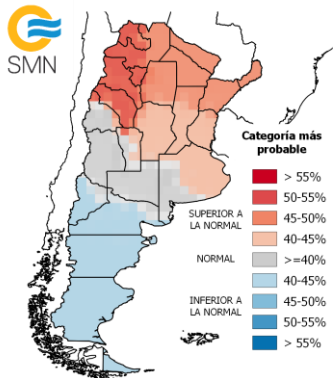 SMN
Categoría más
probable
> 55%
50-55%
45-50%
SUPERIOR A
LA NORMAL
40-45%
NORMAL
>=40%
40-45%
INFERIOR A
LA NORMAL
45-50%
50-55%
> 55%